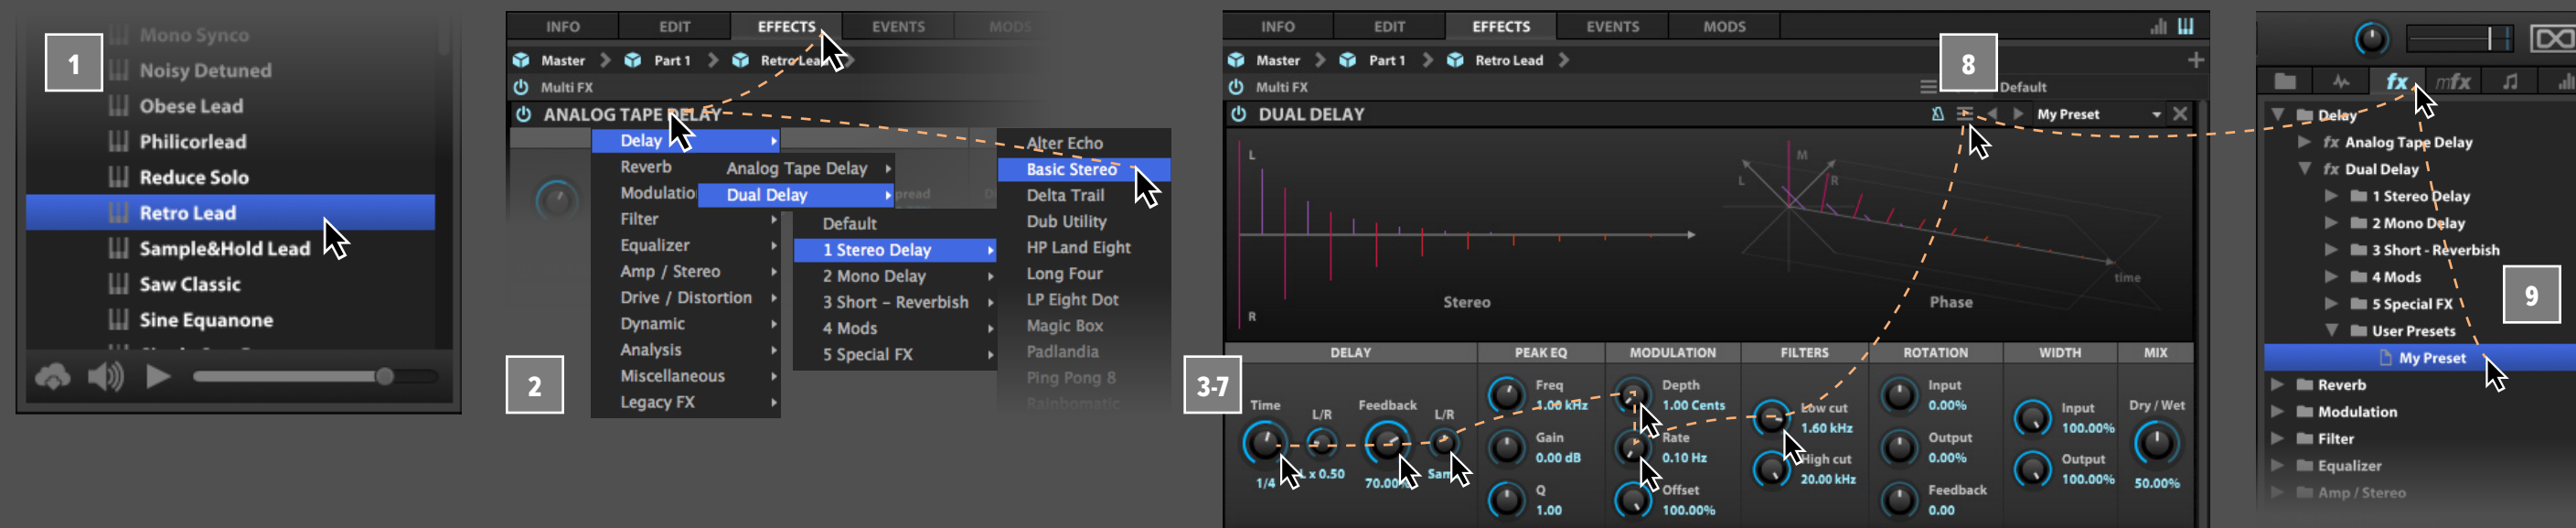 1
Mono Synco
Noisy Detuned
Obese Lead
Philicorlead
Reduce Solo
Retro Lead
Sample&Hold Lead
Saw Classic
Sine Equanone
2
INFO EDIT EFFECTS EVENTS MODS
Master Part 1 Retro Lead
Multi FX
ANALOG TAPE DELAY
Delay
Reverb
Modulatio
Filter
Equalizer
Amp / Stereo
Drive / Distortion
Dynamic
Analysis
Miscellaneous
Legacy FX
Analog Tape Delay
Dual Delay
pread
Default
1 Stereo Delay
2 Mono Delay
3 Short – Reverbish
4 Mods
5 Special FX
Alter Echo
Basic Stereo
Delta Trail
Dub Utility
HP Land Eight
Long Four
LP Eight Dot
Magic Box
Padlandia
Ping Pong 8
Rainbomatic
3-7
INFO EDIT EFFECTS EVENTS MODS
Master Part 1 Retro Lead
8
Multi FX Default
DUAL DELAY My Preset
L
R
Stereo
M
L R
time
Phase
DELAY PEAK EQ MODULATION FILTERS ROTATION WIDTH MIX
Time L/R Feedback L/R
1/4 L x 0.50 70.00 Sam
Freq
1.00 kHz
Gain
0.00 dB
Q
1.00
Depth
1.00 Cents
Rate
0.10 Hz
Offset
100.00%
Low cut
1.60 kHz
High cut
20.00 kHz
Input
0.00%
Output
0.00%
Feedback
0.00
Input
100.00%
Output
100.00%
Dry / Wet
50.00%
9
fx mfx
Delay
fx Analog Tape Delay
fx Dual Delay
1 Stereo Delay
2 Mono Delay
3 Short - Reverbish
4 Mods
5 Special FX
User Presets
My Preset
Reverb
Modulation
Filter
Equalizer
Amp / Stereo